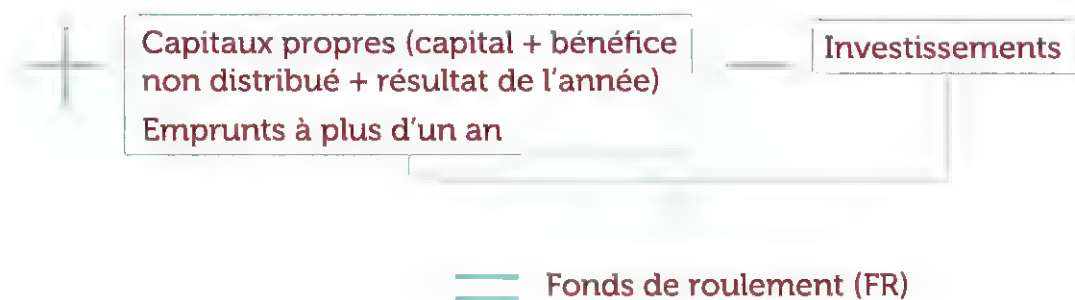 Capitaux propres (capital + bénéfice
non distribué + résultat de l'année)
Emprunts à plus d'un an
Investissements
Fonds de roulement (FR)